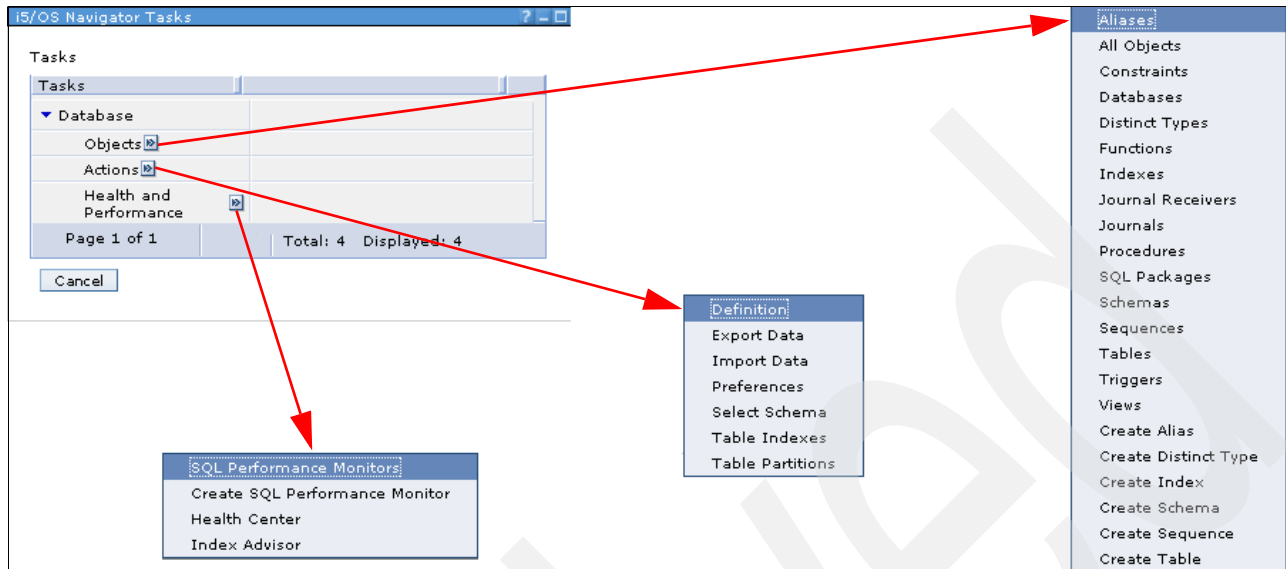 i5/OS Navigator Tasks
Tasks
Tasks
Database
Objects
Actions
Health and
Performance
Page 1 of 1
Total: 4 Displayed: 4
Cancel
SQL Performance Monitors
Create SQL Performance Monitor
Health Center
Index Advisor
Definition
Export Data
Import Data
Preferences
Select Schema
Table Indexes
Table Partitions
Aliases
All Objects
Constraints
Databases
Distinct Types
Functions
Indexes
Journal Receivers
Journals
Procedures
SQL Packages
Schemas
Sequences
Tables
Triggers
Views
Create Alias
Create Distinct Type
Create Index
Create Schema
Create Sequence
Create Table